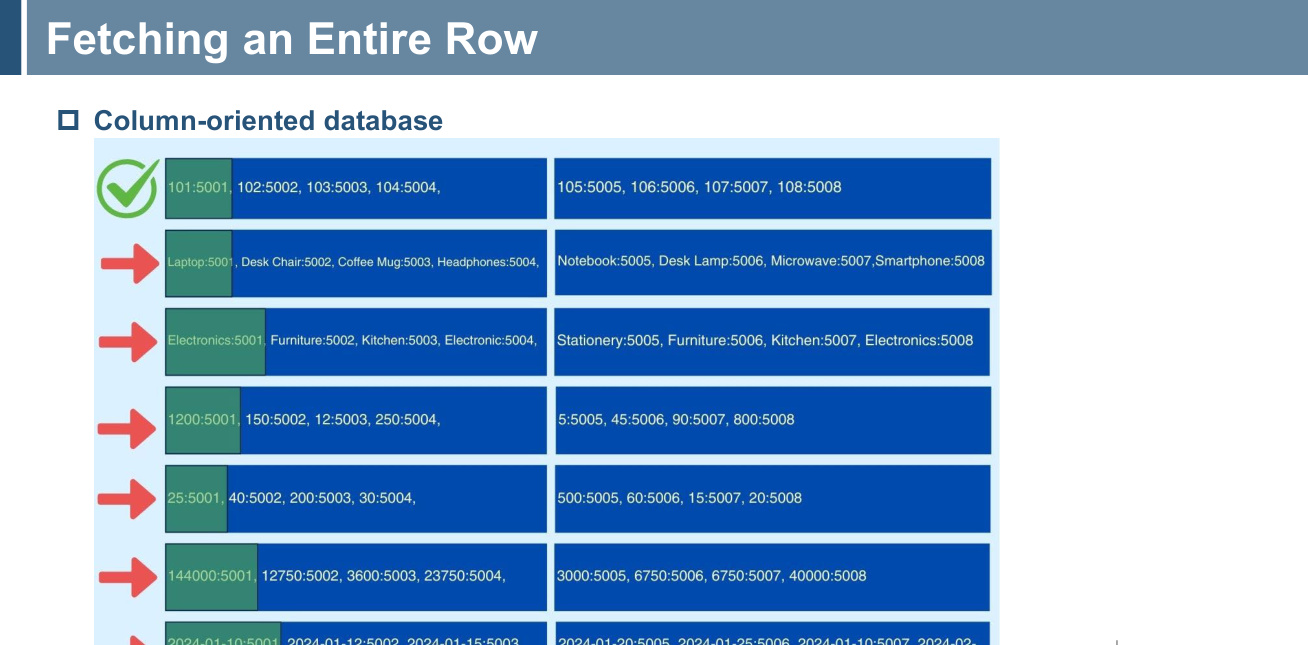 Fetching an Entire Row
Column-oriented database
101:5001, 102:5002, 103:5003, 104:5004,
105:5005, 106:5006, 107:5007, 108:5008
Laptop:5001, Desk Chair:5002, Coffee Mug:5003, Headphones:5004,
Notebook:5005, Desk Lamp:5006, Microwave:5007,Smartphone:5008
Electronics:5001, Furniture:5002, Kitchen:5003, Electronic:5004,
Stationery:5005, Furniture:5006, Kitchen:5007, Electronics:5008
1200:5001, 150:5002, 12:5003, 250:5004,
5:5005, 45:5006, 90:5007, 800:5008
25:5001, 40:5002, 200:5003, 30:5004,
500:5005, 60:5006, 15:5007, 20:5008
144000:5001, 12750:5002, 3600:5003, 23750:5004,
3000:5005, 6750:5006, 6750:5007, 40000:5008
2024-01-10:5001, 2024-01-12:5002, 2024-01-15:5003,
2024-01-20:5005, 2024-01-25:5006, 2024-01-10:5007, 2024-02-